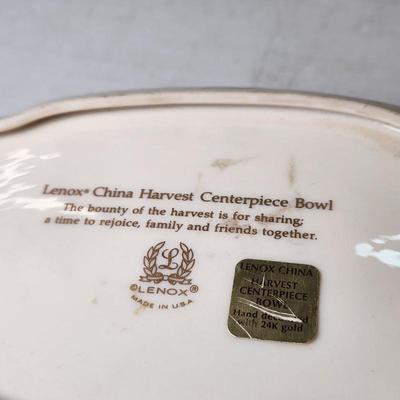 Lenox® China Harvest Centerpiece Bowl
The bounty of the harvest is for sharing;
a time to rejoice, family and friends together.
L
©LENOX®
MADE IN U.S.A.
LENOX CHINA
HARVEST
CENTERPIECE
BOWL
Hand decorated
with 24K gold